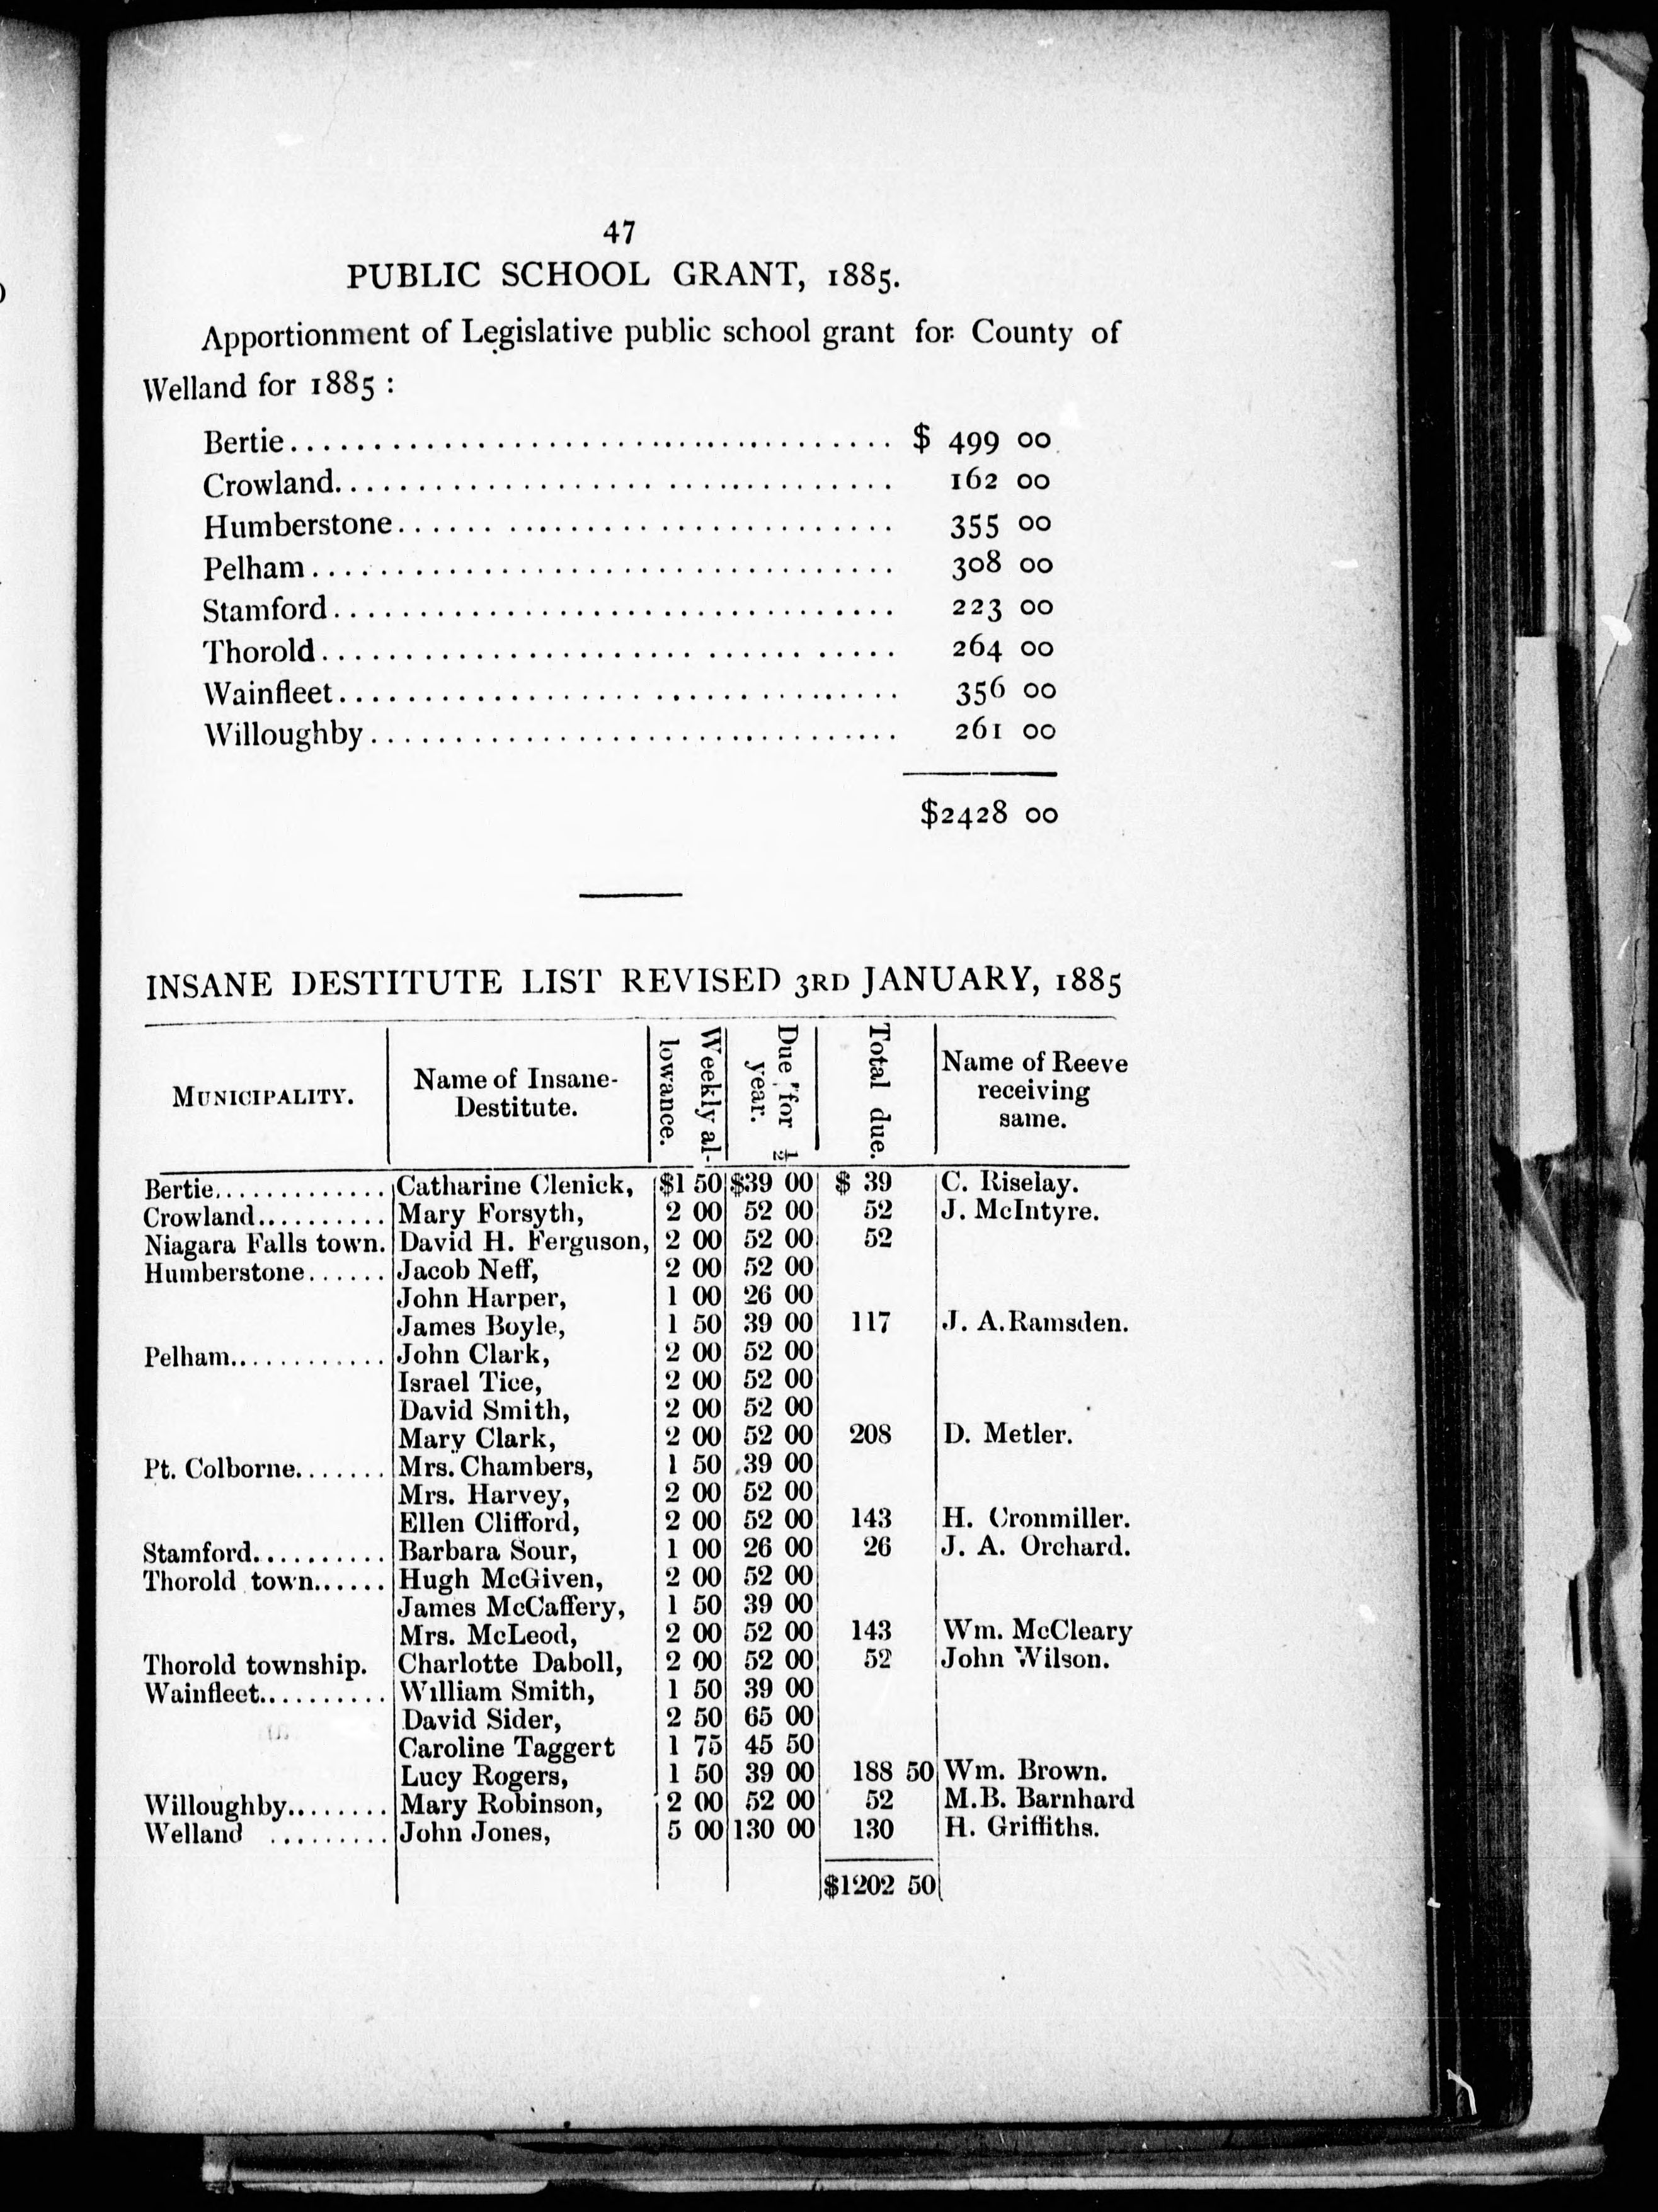 47
PUBLIC SCHOOL GRANT, 1885.
Apportionment of Legislative public school grant for County of
Welland for 1885 :
Bertie........................................ $ 499 00
Crowland........................................ 162 00
Humberstone........................................ 355 00
Pelham........................................ 308 00
Stamford........................................ 223 00
Thorold........................................ 264 00
Wainfleet........................................ 356 00
Willoughby........................................ 261 00
$2428 00
INSANE DESTITUTE LIST REVISED 3RD JANUARY, 1885
MUNICIPALITY. Name of Insane-Destitute. Weekly al-lowance. Due for ½ year. Total due. Name of Reeve receiving same.
Bertie............. Catharine Clenick, $1 50 $39 00 $ 39 C. Riselay.
Crowland.......... Mary Forsyth, 2 00 52 00 52 J. McIntyre.
Niagara Falls town. David H. Ferguson, 2 00 52 00 52
Humberstone...... Jacob Neff, 2 00 52 00
John Harper, 1 00 26 00
James Boyle, 1 50 39 00 117 J. A. Ramsden.
Pelham............ John Clark, 2 00 52 00
Israel Tice, 2 00 52 00
David Smith, 2 00 52 00
Mary Clark, 2 00 52 00 208 D. Metler.
Pt. Colborne....... Mrs. Chambers, 1 50 39 00
Mrs. Harvey, 2 00 52 00
Ellen Clifford, 2 00 52 00 143 H. Cronmiller.
Stamford.......... Barbara Sour, 1 00 26 00 26 J. A. Orchard.
Thorold town...... Hugh McGiven, 2 00 52 00
James McCaffery, 1 50 39 00
Mrs. McLeod, 2 00 52 00 143 Wm. McCleary
Thorold township. Charlotte Daboll, 2 00 52 00 52 John Wilson.
Wainfleet.......... William Smith, 1 50 39 00
David Sider, 2 50 65 00
Caroline Taggert 1 75 45 50
Lucy Rogers, 1 50 39 00 188 50 Wm. Brown.
Willoughby........ Mary Robinson, 2 00 52 00 52 M.B. Barnhard
Welland ......... John Jones, 5 00 130 00 130 H. Griffiths.
$1202 50